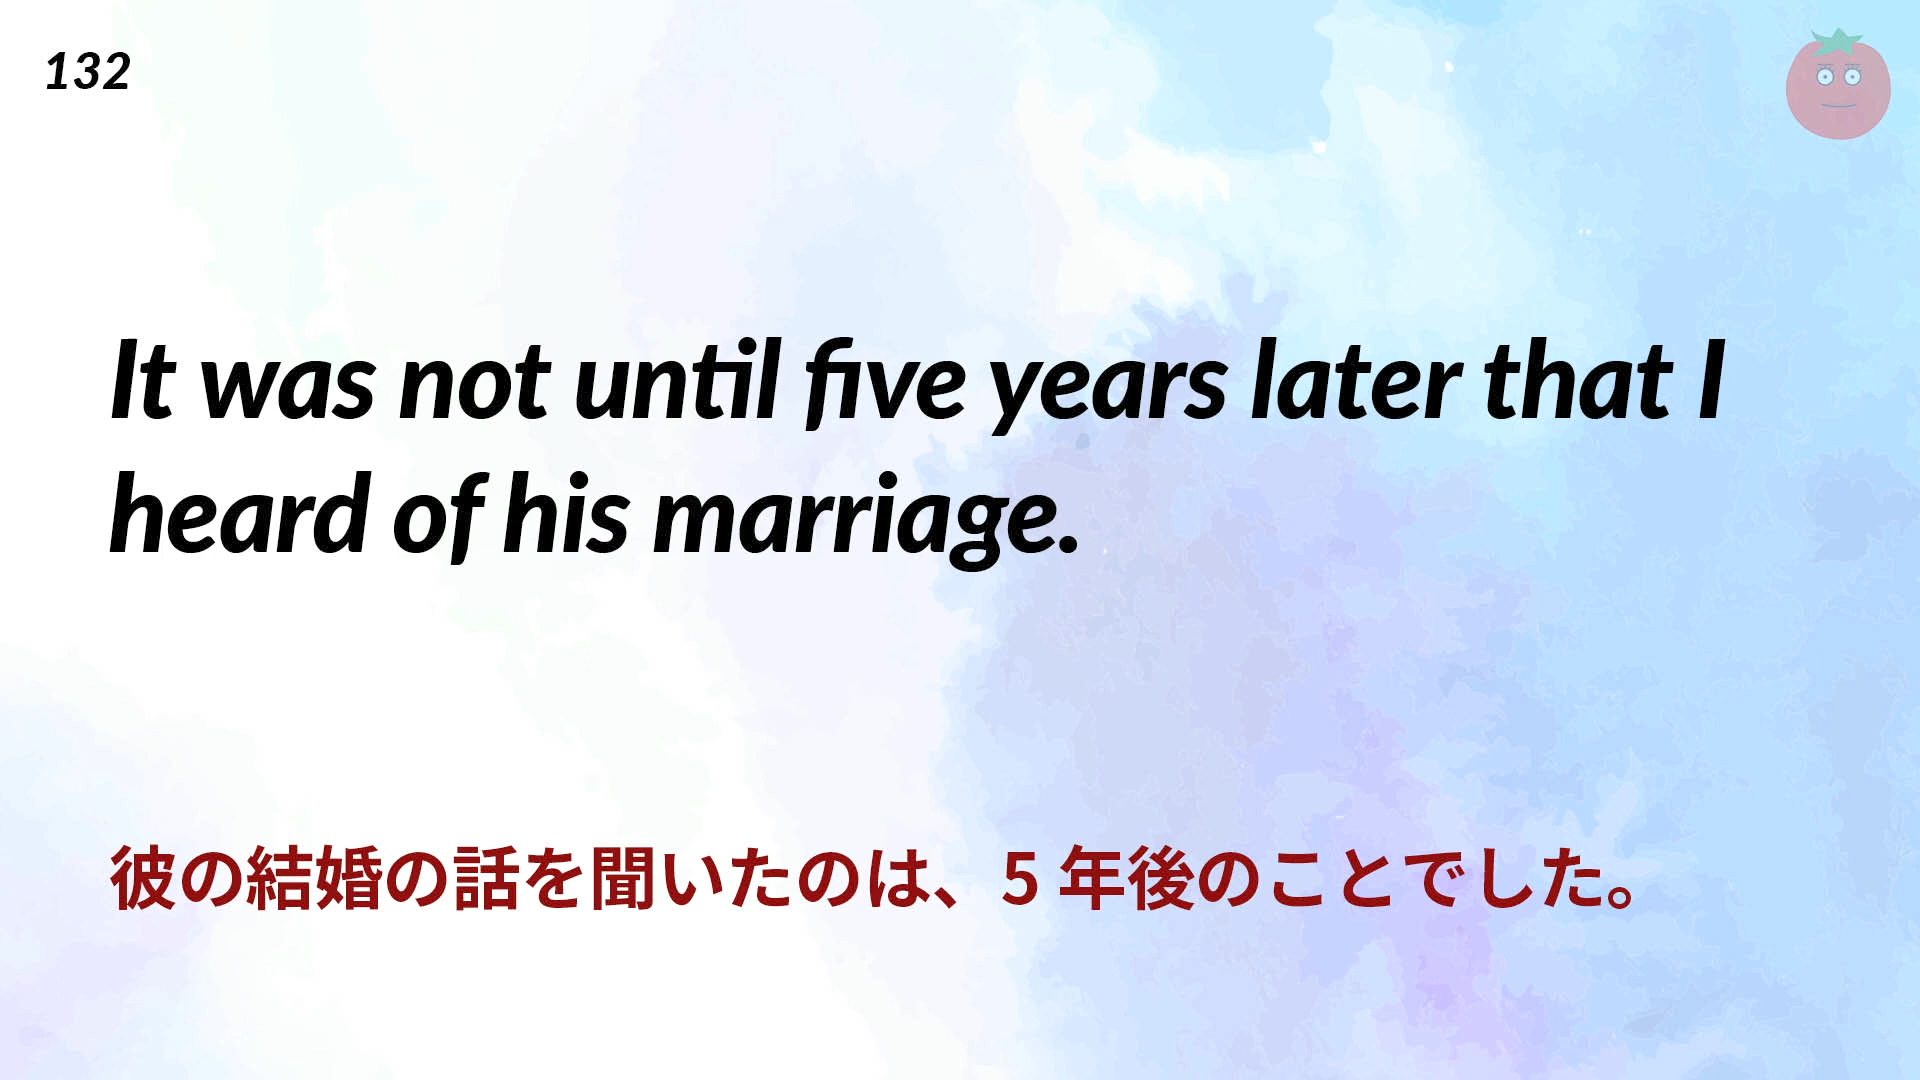 132
It was not until five years later that I
heard of his marriage.
彼の結婚の話を聞いたのは、5 年後のことでした。